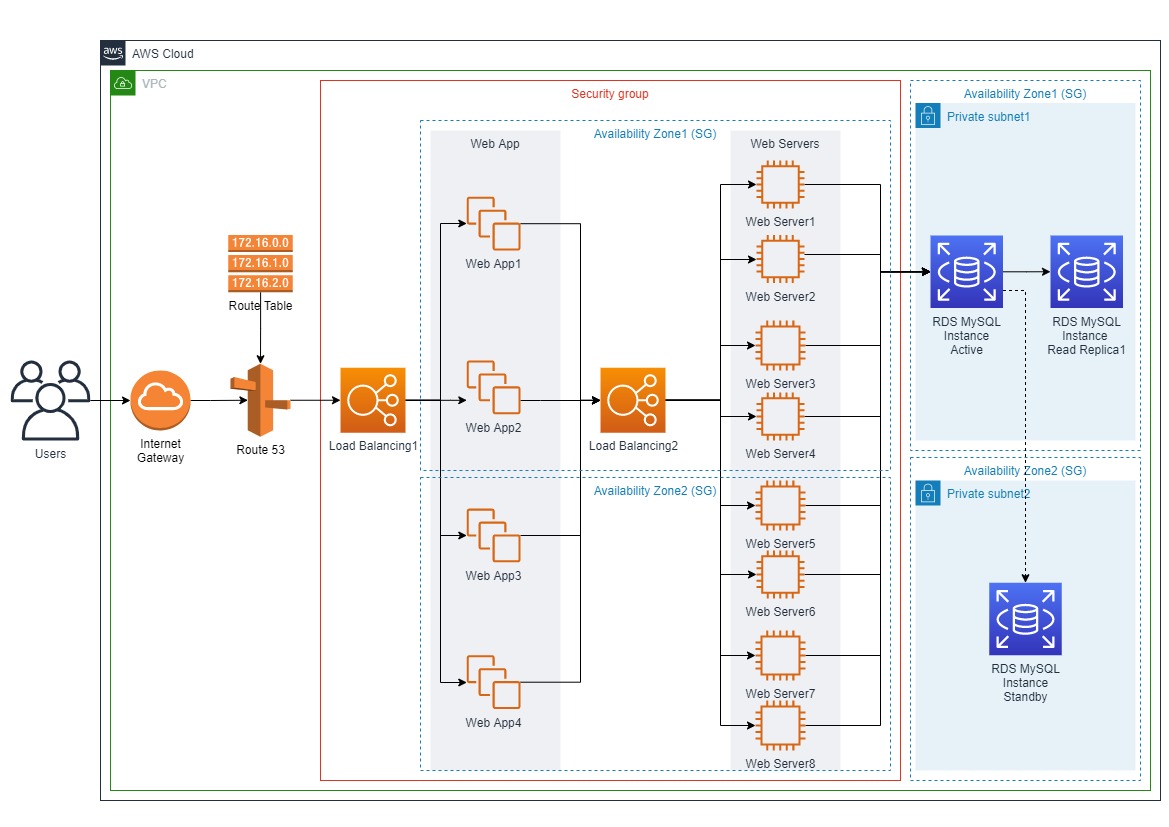 aws
AWS Cloud
VPC
Security group
Availability Zone1 (SG)
Web App
Web Servers
Web App1
Web App2
Web App3
Web App4
Web Server1
Web Server2
Web Server3
Web Server4
Availability Zone2 (SG)
Web Server5
Web Server6
Web Server7
Web Server8
172.16.0.0
172.16.1.0
172.16.2.0
Route Table
Users
Internet
Gateway
Route 53
Load Balancing1
Load Balancing2
Availability Zone1 (SG)
Private subnet1
RDS MySQL
Instance
Active
RDS MySQL
Instance
Read Replica1
Availability Zone2 (SG)
Private subnet2
RDS MySQL
Instance
Standby